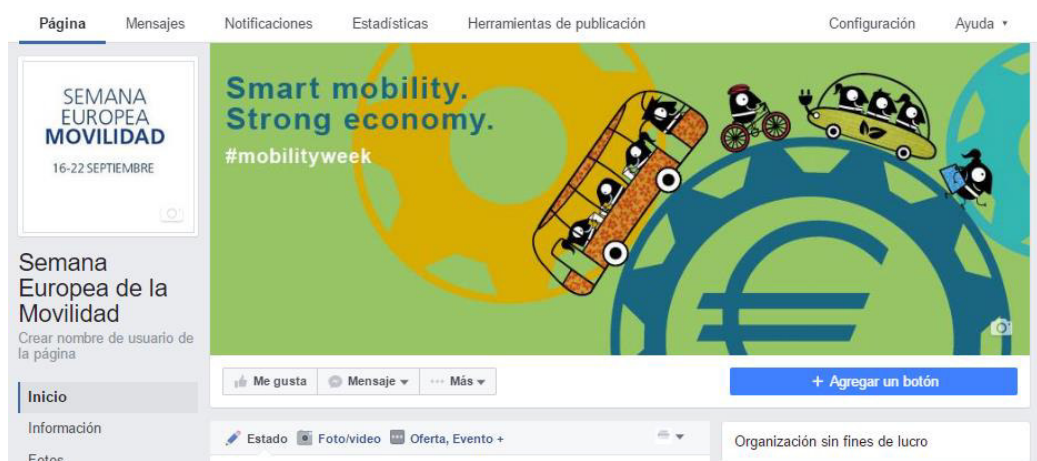 Página Mensajes Notificaciones Estadísticas Herramientas de publicación Configuración Ayuda
SEMANA
EUROPEA
MOVILIDAD
16-22 SEPTIEMBRE
Smart mobility.
Strong economy.
#mobilityweek
Semana
Europea de la
Movilidad
Crear nombre de usuario de
la página
Me gusta Mensaje Más + Agregar un botón
Inicio
Información
Fotos
Estado Foto/video Oferta, Evento +
Organización sin fines de lucro